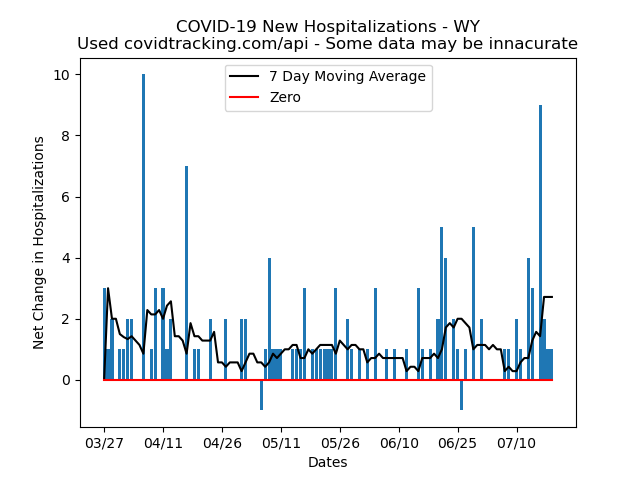 COVID-19 New Hospitalizations - WY
Used covidtracking.com/api - Some data may be innacurate
7 Day Moving Average
Zero
Net Change in Hospitalizations
10
8
6
4
2
0
03/27 04/11 04/26 05/11 05/26 06/10 06/25 07/10
Dates